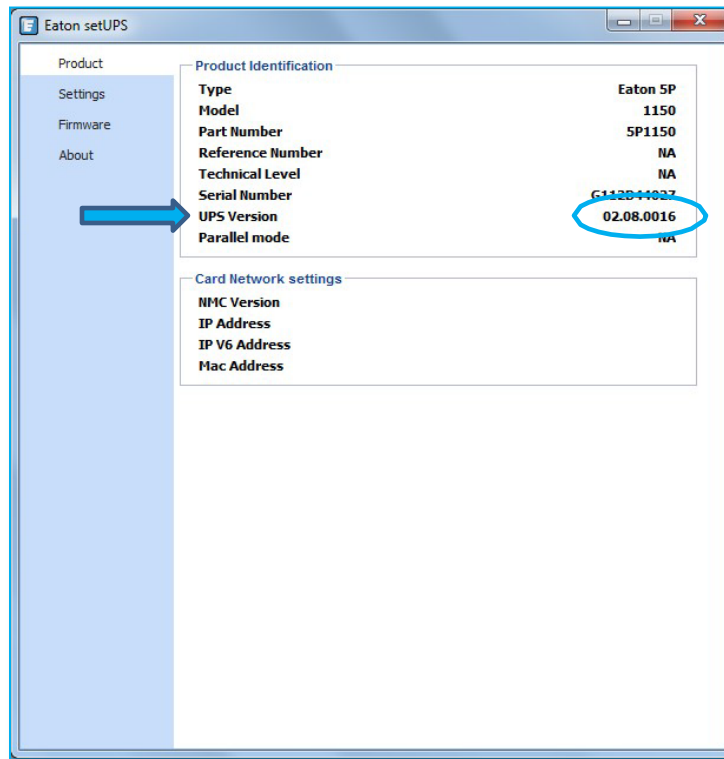 Eaton setUPS
Product
Settings
Firmware
About
Product Identification
Type Eaton 5P
Model 1150
Part Number 5P1150
Reference Number NA
Technical Level NA
Serial Number
UPS Version 02.08.0016
Parallel mode NA
Card Network settings
NMC Version
IP Address
IP V6 Address
Mac Address